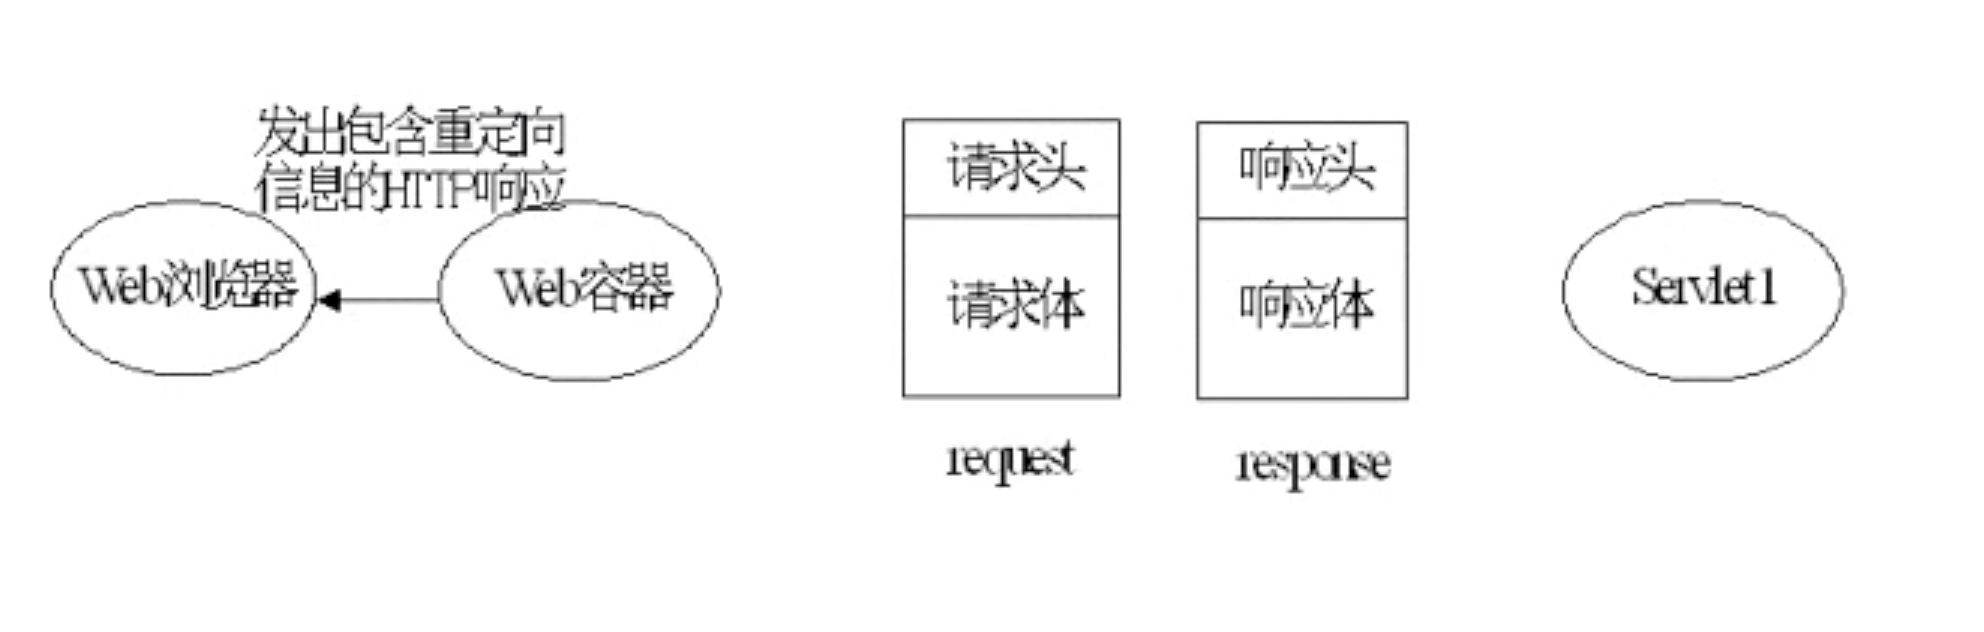 发出包含重定向
信息的HTTP响应
Web浏览器
Web容器
请求头
请求体
request
响应头
响应体
response
Servlet1